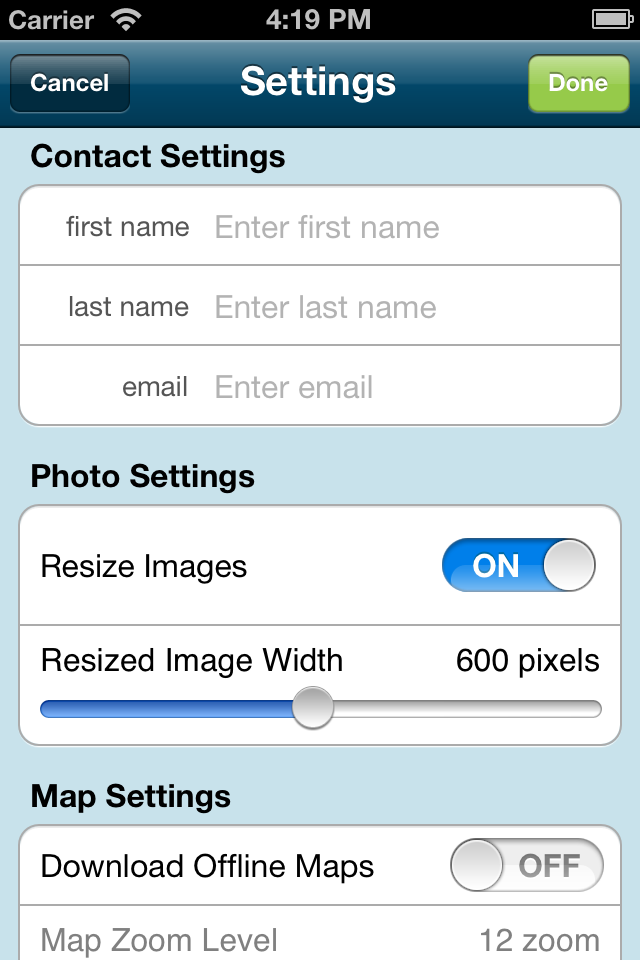 Carrier 4:19 PM
Cancel Settings Done
Contact Settings
first name Enter first name
last name Enter last name
email Enter email
Photo Settings
Resize Images ON
Resized Image Width 600 pixels
Map Settings
Download Offline Maps OFF
Map Zoom Level 12 zoom